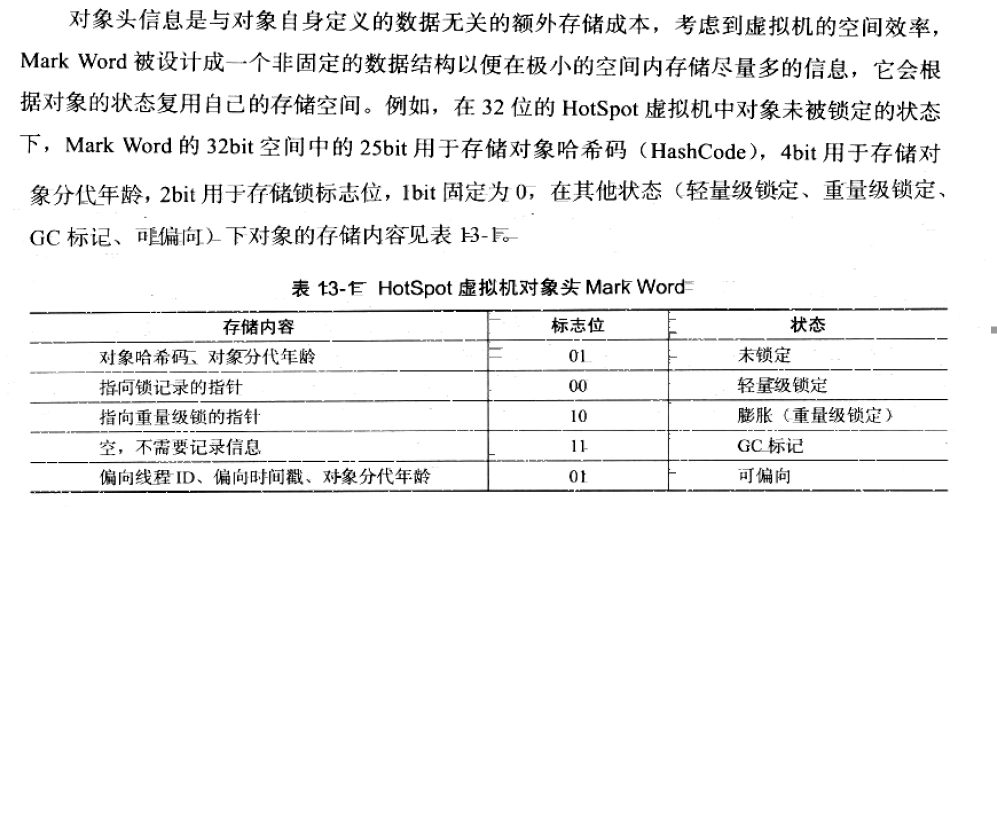 对象头信息是与对象自身定义的数据无关的额外存储成本，考虑到虚拟机的空间效率，
Mark Word 被设计成一个非固定的数据结构以便在极小的空间内存储尽量多的信息，它会根
据对象的状态复用自己的存储空间。例如，在 32 位的 HotSpot 虚拟机中对象未被锁定的状态
下，Mark Word 的 32bit 空间中的 25bit 用于存储对象哈希码（HashCode），4bit 用于存储对
象分代年龄，2bit 用于存储锁标志位，1bit 固定为 0，在其他状态（轻量级锁定、重量级锁定、
GC 标记、可偏向）下对象的存储内容见表 13-1。
表 13-1 HotSpot 虚拟机对象头 Mark Word
存储内容 标志位 状态
对象哈希码、对象分代年龄 01 未锁定
指向锁记录的指针 00 轻量级锁定
指向重量级锁的指针 10 膨胀（重量级锁定）
空，不需要记录信息 11 GC 标记
偏向线程 ID、偏向时间戳、对象分代年龄 01 可偏向